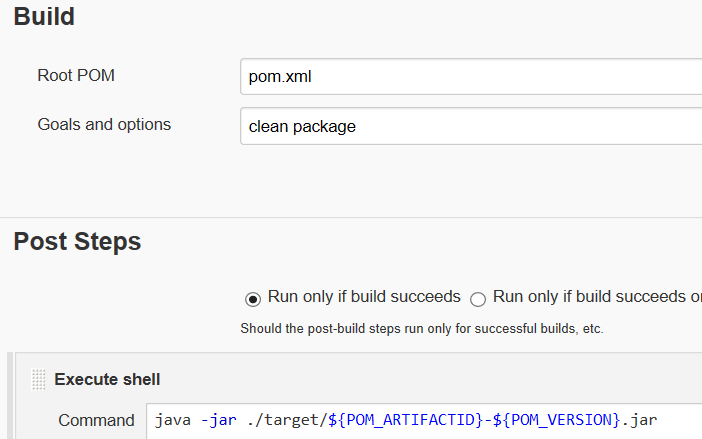 Build
Root POM pom.xml
Goals and options clean package
Post Steps
Run only if build succeeds Run only if build succeeds or
Should the post-build steps run only for successful builds, etc.
Execute shell
Command java -jar ./target/${POM_ARTIFACTID}-${POM_VERSION}.jar